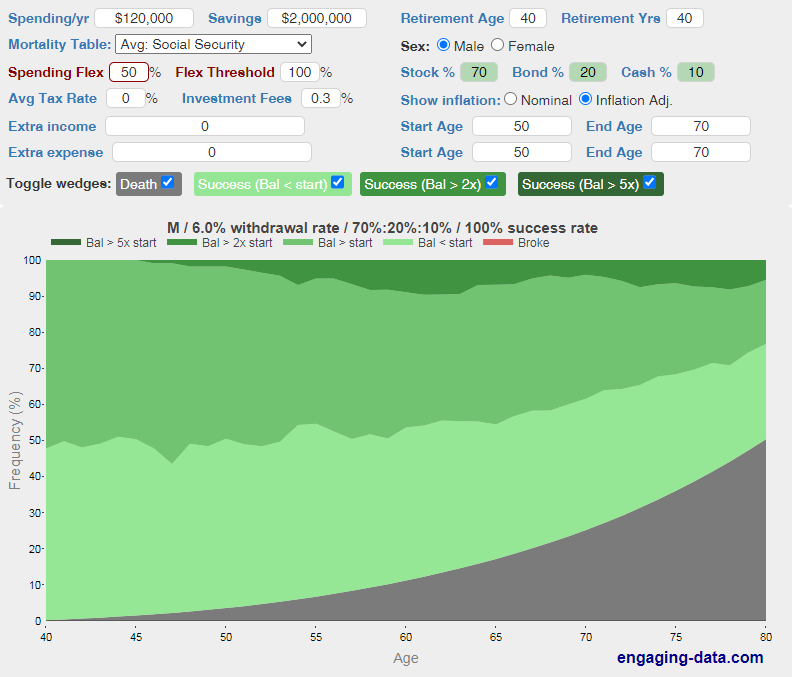 Spending/yr $120,000 Savings $2,000,000 Retirement Age 40 Retirement Yrs 40
Mortality Table: Avg: Social Security Sex: Male Female
Spending Flex 50 % Flex Threshold 100 % Stock % 70 Bond % 20 Cash % 10
Avg Tax Rate 0 % Investment Fees 0.3 % Show inflation: Nominal Inflation Adj.
Extra income 0 Start Age 50 End Age 70
Extra expense 0 Start Age 50 End Age 70
Toggle wedges: Death Success (Bal < start) Success (Bal > 2x) Success (Bal > 5x)
M / 6.0% withdrawal rate / 70%:20%:10% / 100% success rate
Bal > 5x start Bal > 2x start Bal > start Bal < start Broke
100
90
80
70
60
50
40
30
20
10
0
Frequency (%)
40 45 50 55 60 65 70 75 80
Age
engaging-data.com